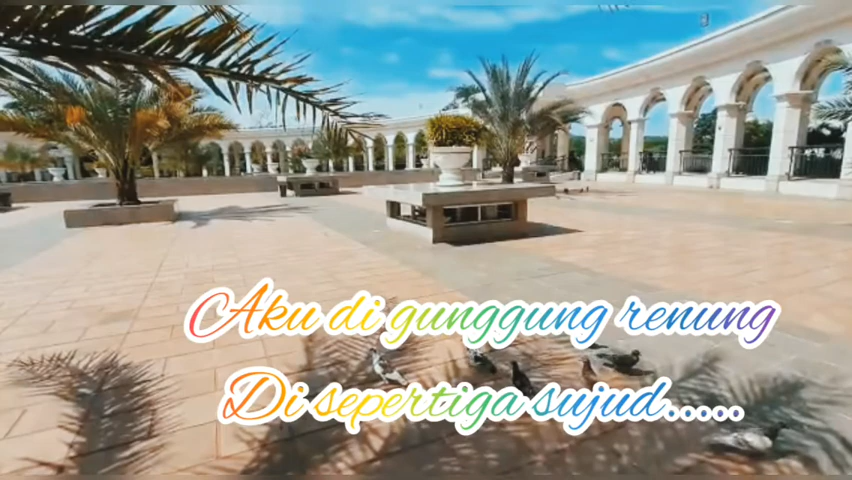 Aku di gunggung renung
Di sepertiga sujud.....